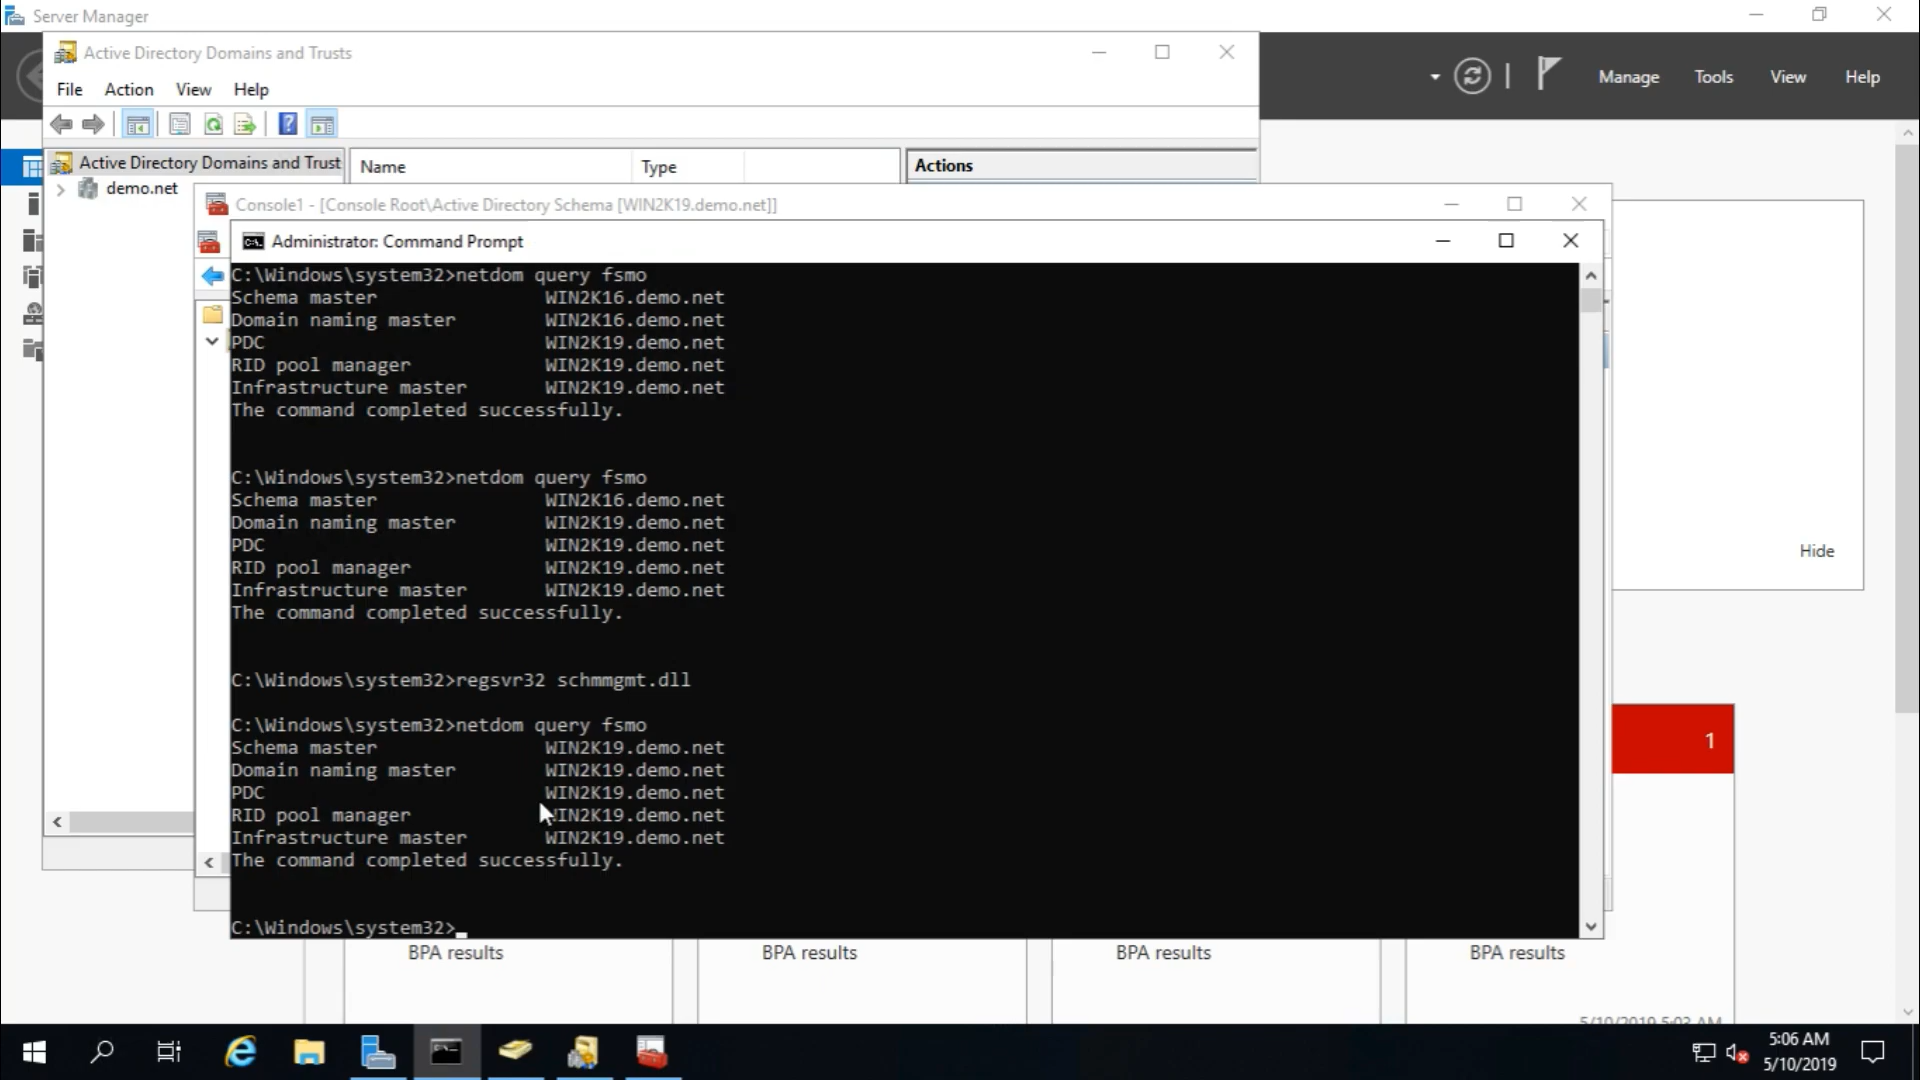 Server Manager
Active Directory Domains and Trusts
File Action View Help
Manage Tools View Help
Active Directory Domains and Trust
Name Type
Actions
demo.net
Console1 - [Console Root\Active Directory Schema [WIN2K19.demo.net]]
Administrator: Command Prompt
C:\Windows\system32>netdom query fsmo
Schema master WIN2K16.demo.net
Domain naming master WIN2K16.demo.net
PDC WIN2K19.demo.net
RID pool manager WIN2K19.demo.net
Infrastructure master WIN2K19.demo.net
The command completed successfully.
C:\Windows\system32>netdom query fsmo
Schema master WIN2K16.demo.net
Domain naming master WIN2K19.demo.net
PDC WIN2K19.demo.net
RID pool manager WIN2K19.demo.net
Infrastructure master WIN2K19.demo.net
The command completed successfully.
C:\Windows\system32>regsvr32 schmmgmt.dll
C:\Windows\system32>netdom query fsmo
Schema master WIN2K19.demo.net
Domain naming master WIN2K19.demo.net
PDC WIN2K19.demo.net
RID pool manager WIN2K19.demo.net
Infrastructure master WIN2K19.demo.net
The command completed successfully.
C:\Windows\system32>
Hide
1
BPA results
BPA results
BPA results
BPA results
5/10/2019 5:03 AM
5:06 AM
5/10/2019